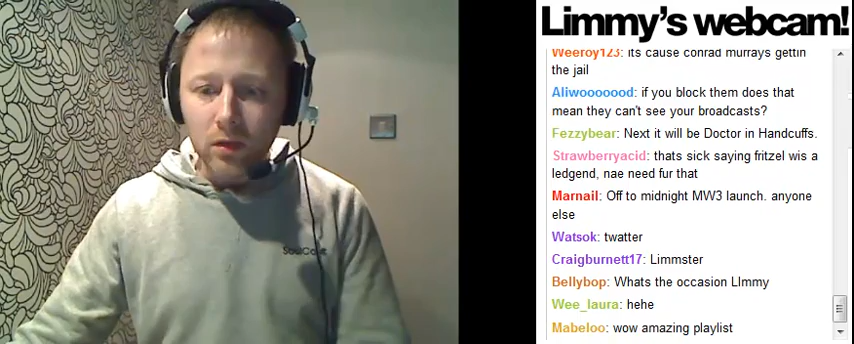 Limmy's webcam!
Weeroy123: its cause conrad murrays gettin
the jail
Aliwooooood: if you block them does that
mean they can't see your broadcasts?
Fezzybear: Next it will be Doctor in Handcuffs.
Strawberryacid: thats sick saying fritzel wis a
ledgend, nae need fur that
Marnail: Off to midnight MW3 launch. anyone
else
Watsok: twatter
Craigburnett17: Limmster
Bellybop: Whats the occasion LImmy
Wee_laura: hehe
Mabeloo: wow amazing playlist